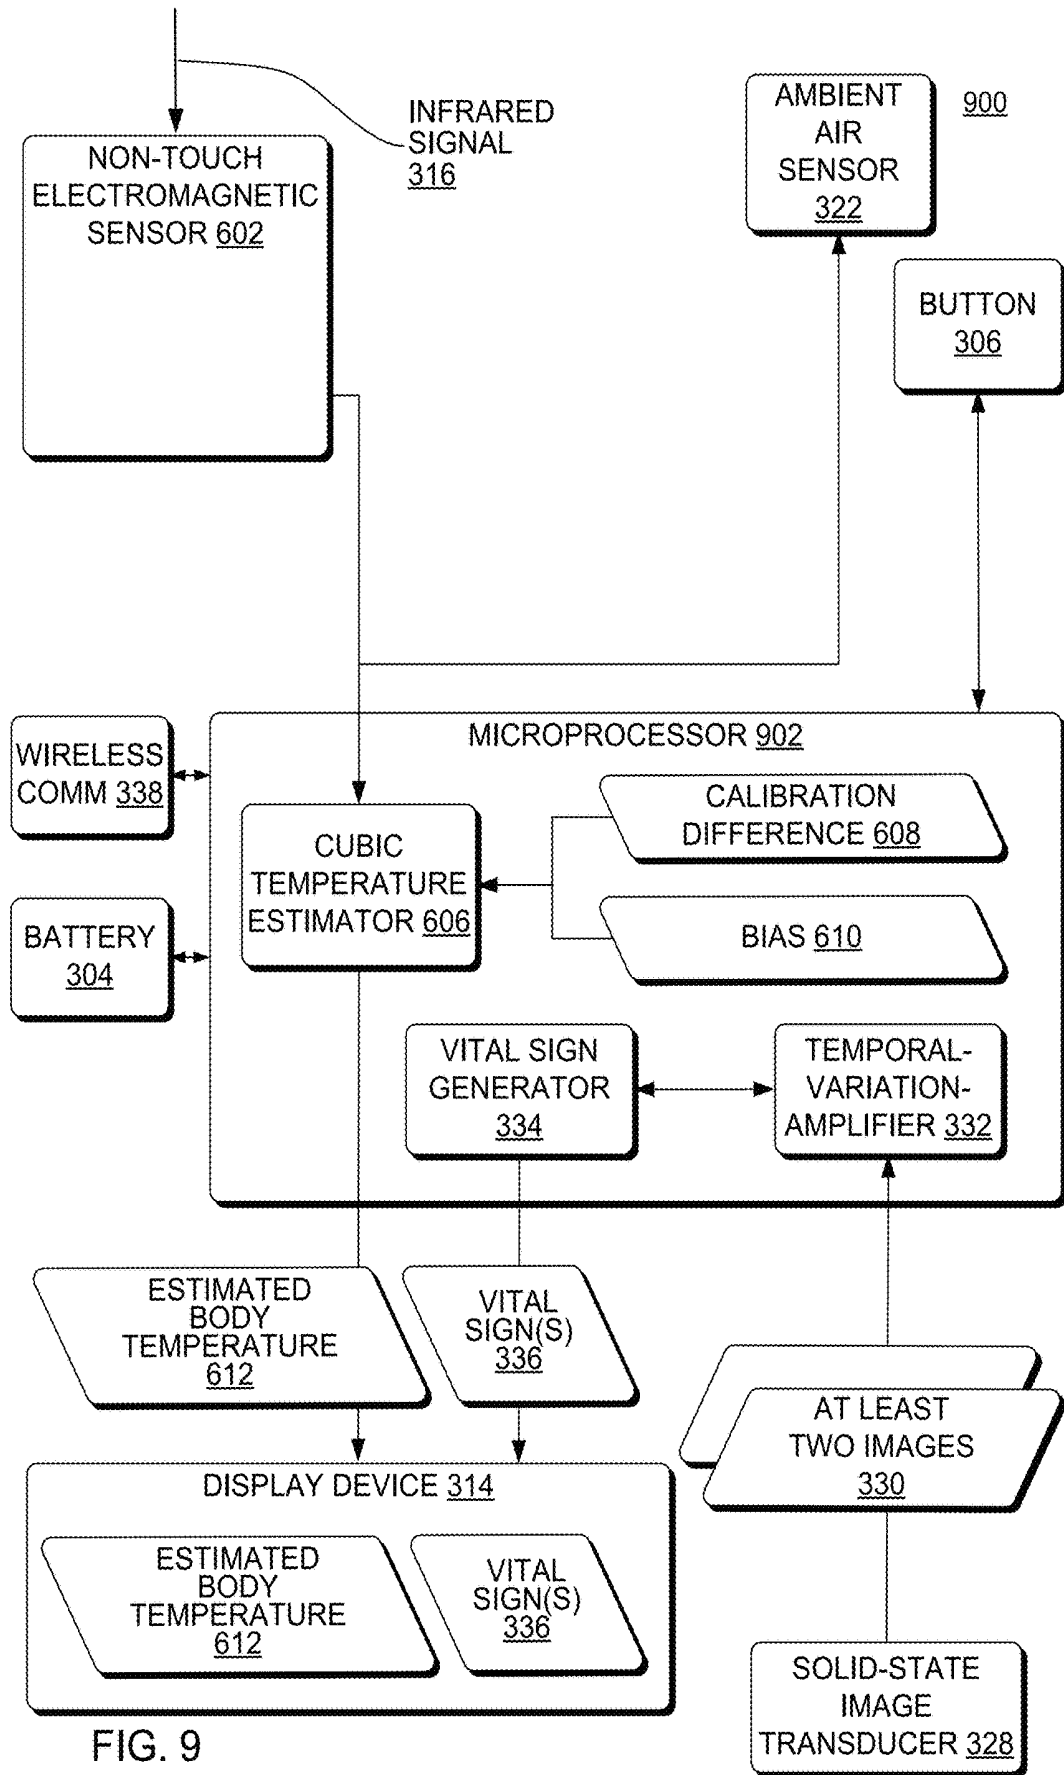 INFRARED
SIGNAL
316
AMBIENT
AIR
SENSOR
322
900
NON-TOUCH
ELECTROMAGNETIC
SENSOR 602
BUTTON
306
MICROPROCESSOR 902
WIRELESS
COMM 338
CALIBRATION
DIFFERENCE 608
CUBIC
TEMPERATURE
ESTIMATOR 606
BATTERY
304
BIAS 610
VITAL SIGN
GENERATOR
334
TEMPORAL-
VARIATION-
AMPLIFIER 332
ESTIMATED
BODY
TEMPERATURE
612
VITAL
SIGN(S)
336
AT LEAST
TWO IMAGES
330
DISPLAY DEVICE 314
ESTIMATED
BODY
TEMPERATURE
612
VITAL
SIGN(S)
336
SOLID-STATE
IMAGE
TRANSDUCER 328
FIG. 9